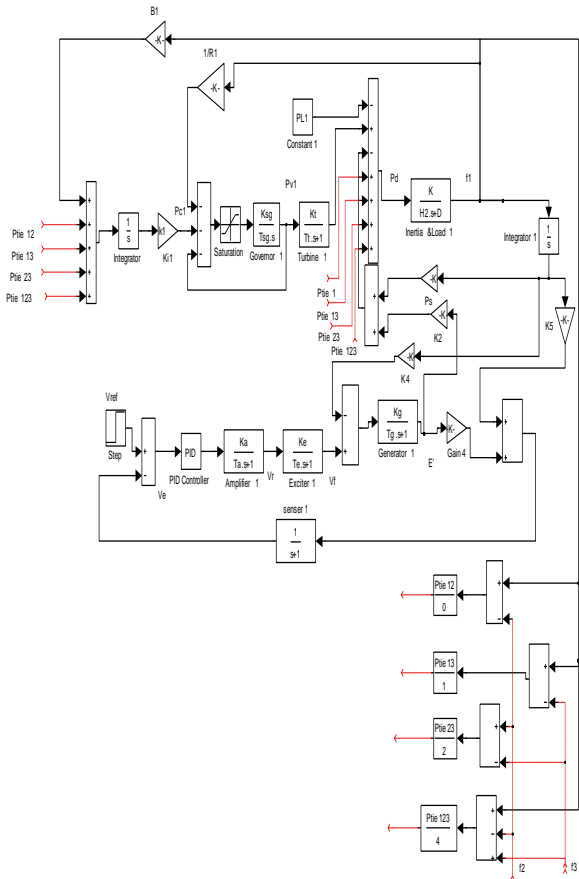 B1
-K-
1/R1
-K-
PL1
Constant 1
Ptie 12
Ptie 13
Ptie 23
Ptie 123
1
s
Integrator
k1
Ki1
Pc1
Saturation
Ksg
Tsg.s
Governor 1
Pv1
Kt
Tt .s+1
Turbine 1
Ptie 1
Ptie 13
Ptie 23
Ptie 123
Pd
K
H2.s+D
Inertia &Load 1
f1
Integrator 1
1
s
-K
Ps
-K
K2
-K
K4
-K-
K5
Vref
Step
Ve
PID
PID Controller
Ka
Ta.s+1
Amplifier 1
Vr
Ke
Te.s+1
Exciter 1
Vf
Kg
Tg .s+1
Generator 1
E'
K-
Gain 4
senser 1
1
s+1
Ptie 12
0
Ptie 13
1
Ptie 23
2
Ptie 123
4
f2
f3